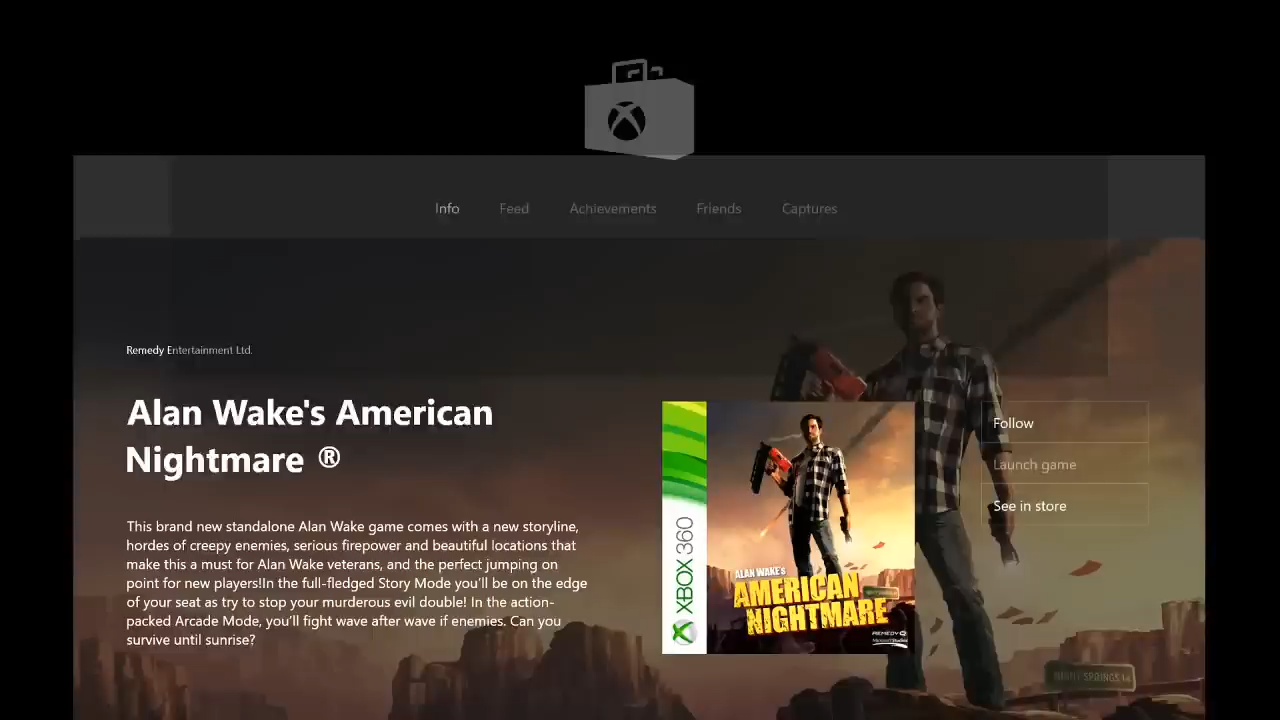 Info
Feed
Achievements
Friends
Captures
Remedy Entertainment Ltd.
Alan Wake's American
Nightmare ®
This brand new standalone Alan Wake game comes with a new storyline,
hordes of creepy enemies, serious firepower and beautiful locations that
make this a must for Alan Wake veterans, and the perfect jumping on
point for new players!In the full-fledged Story Mode you'll be on the edge
of your seat as try to stop your murderous evil double! In the action-
packed Arcade Mode, you'll fight wave after wave if enemies. Can you
survive until sunrise?
XBOX 360
ALAN WAKE'S
AMERICAN
NIGHTMARE
REMEDY
Microsoft Studios
Follow
Launch game
See in store